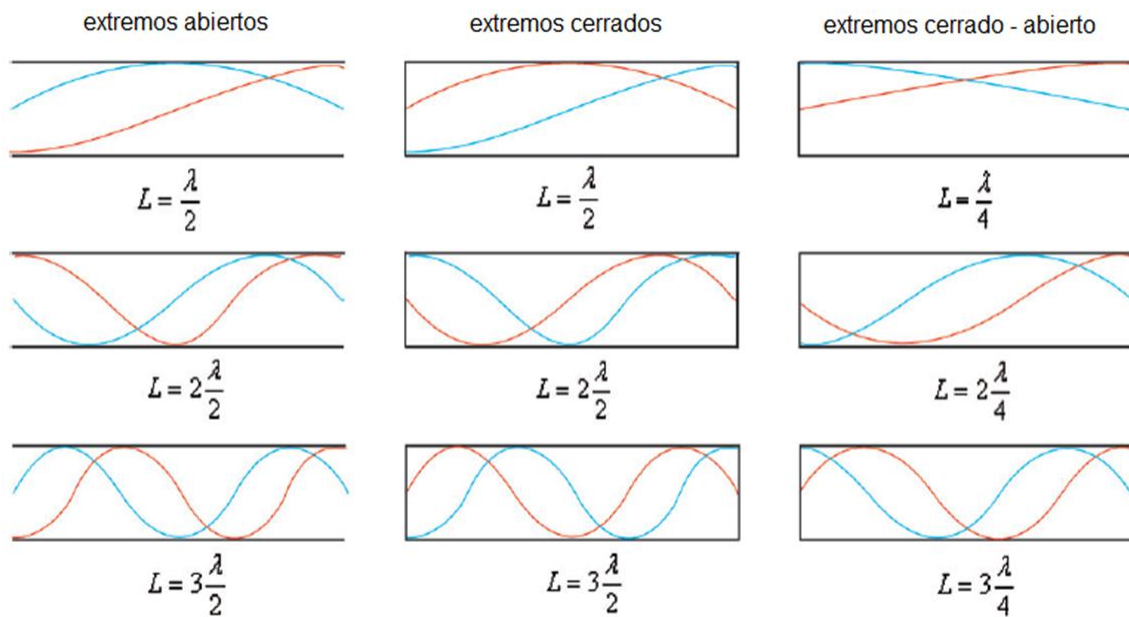 extremos abiertos
extremos cerrados
extremos cerrado - abierto
L = λ/2
L = λ/2
L = λ/4
L = 2 λ/2
L = 2 λ/2
L = 2 λ/4
L = 3 λ/2
L = 3 λ/2
L = 3 λ/4